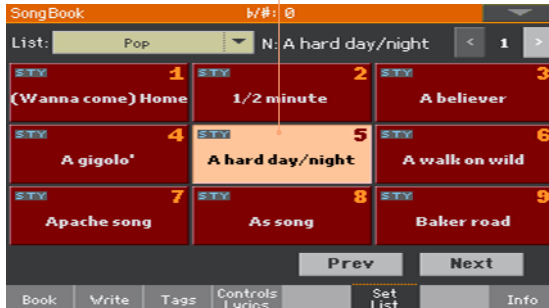 SongBook ♭/#: 0
List: Pop N: A hard day/night < 1 >
STY 1 STY 2 STY 3
(Wanna come) Home 1/2 minute A believer
STY 4 STY 5 STY 6
A gigolo' A hard day/night A walk on wild
STY 7 STY 8 STY 9
Apache song As song Baker road
Prev Next
Book Write Tags Controls Lyrics Set List Info